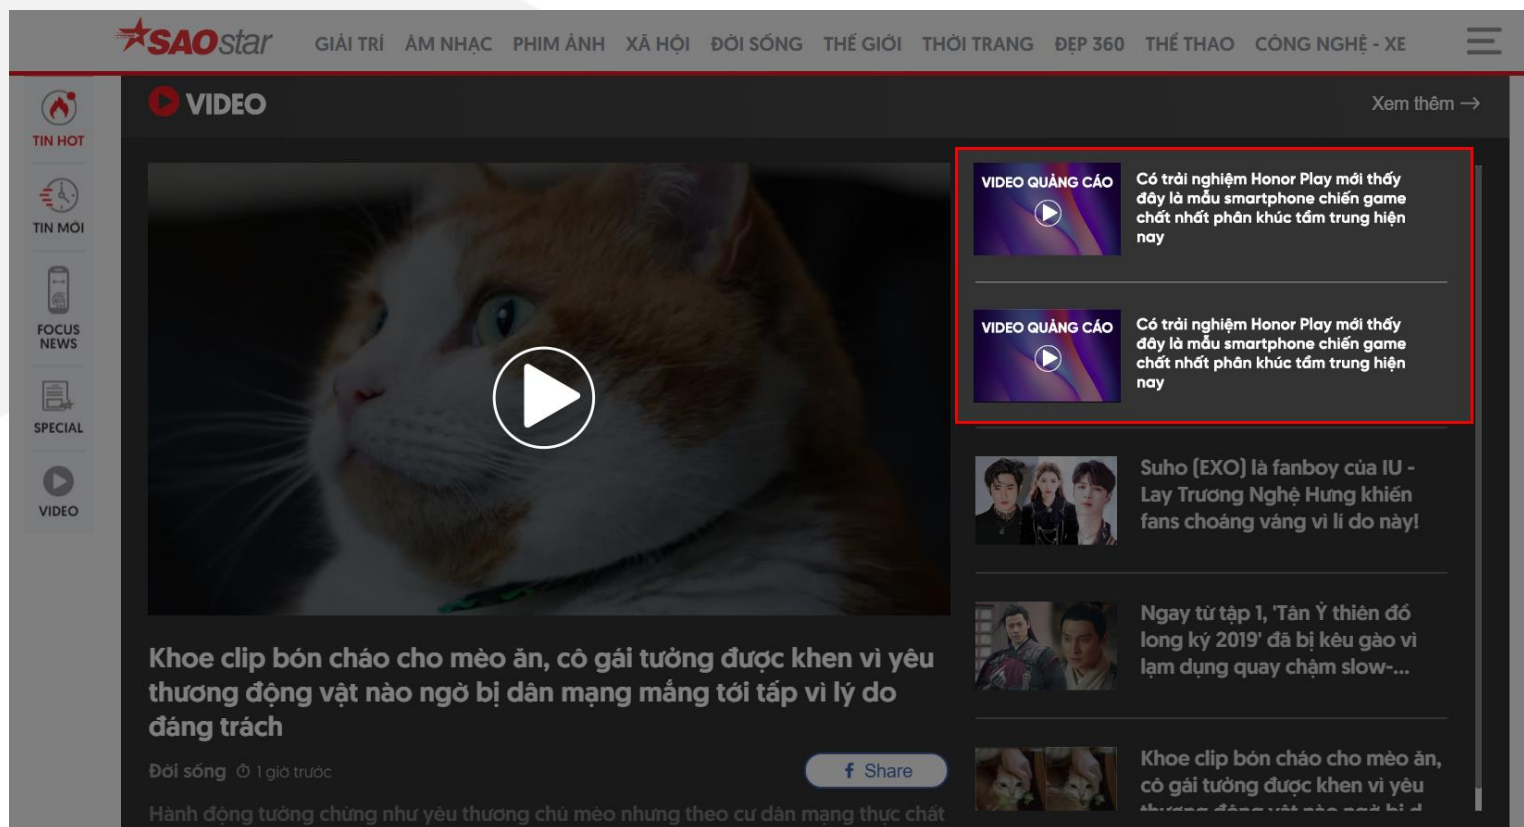 SAOstar
GIẢI TRÍ ÂM NHẠC PHIM ẢNH XÃ HỘI ĐỜI SỐNG THẾ GIỚI THỜI TRANG ĐẸP 360 THỂ THAO CÔNG NGHỆ - XE
TIN HOT
TIN MỚI
FOCUS
NEWS
SPECIAL
VIDEO
VIDEO
Xem thêm →
Khoe clip bón cháo cho mèo ăn, cô gái tưởng được khen vì yêu
thương động vật nào ngờ bị dân mạng mắng tới tấp vì lý do
đáng trách
Đời sống 1 giờ trước
f Share
Hành động tưởng chừng như yêu thương chú mèo nhưng theo cư dân mạng thực chất
VIDEO QUẢNG CÁO
Có trải nghiệm Honor Play mới thấy
đây là mẫu smartphone chiến game
chất nhất phân khúc tầm trung hiện
nay
VIDEO QUẢNG CÁO
Có trải nghiệm Honor Play mới thấy
đây là mẫu smartphone chiến game
chất nhất phân khúc tầm trung hiện
nay
Suho (EXO) là fanboy của IU -
Lay Trương Nghệ Hưng khiến
fans choáng váng vì lí do này!
Ngay từ tập 1, 'Tân Ỷ thiên đồ
long ký 2019' đã bị kêu gào vì
lạm dụng quay chậm slow-...
Khoe clip bón cháo cho mèo ăn,
cô gái tưởng được khen vì yêu
thương động vật nào ngờ bị d